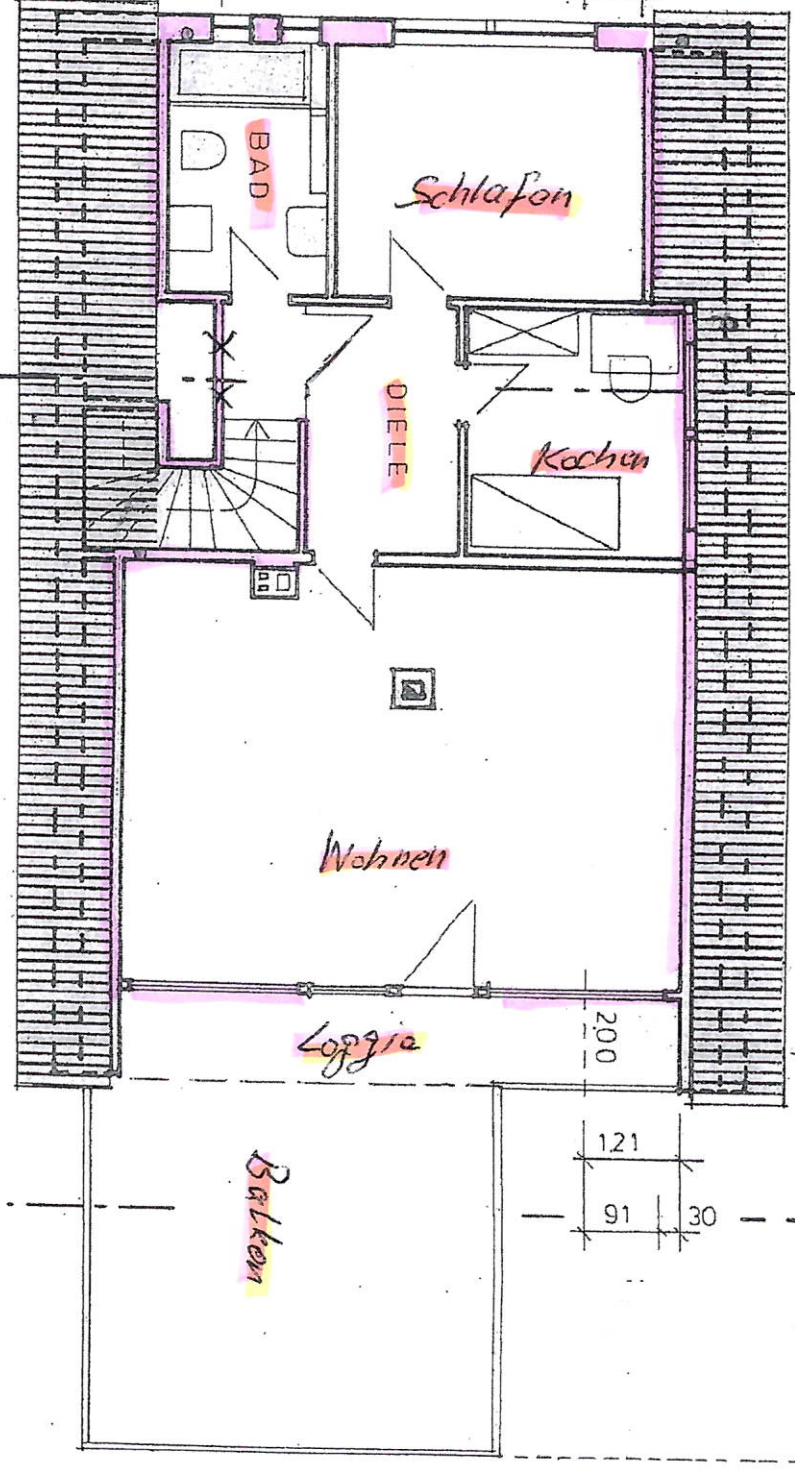 BAD
Schlafen
DIELE
Kochen
Wohnen
Loggia
2.00
1.21
91
30
Balkon